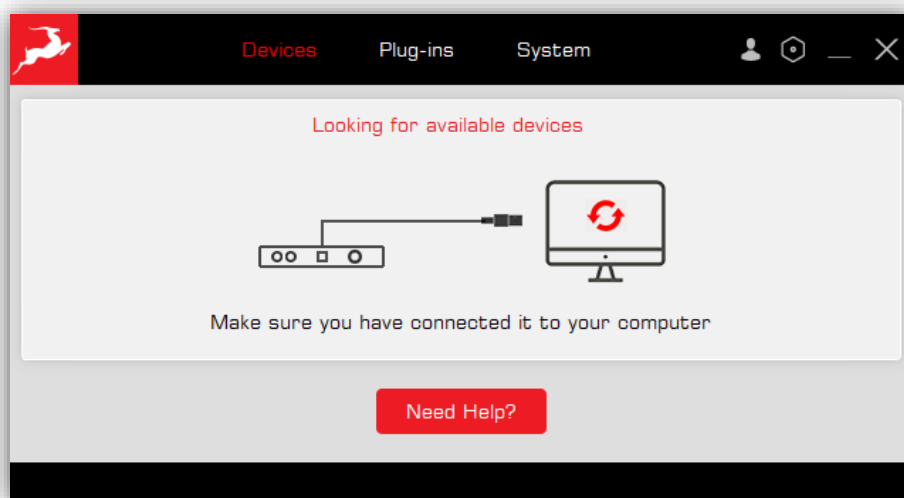 Devices Plug-ins System
Looking for available devices
Make sure you have connected it to your computer
Need Help?